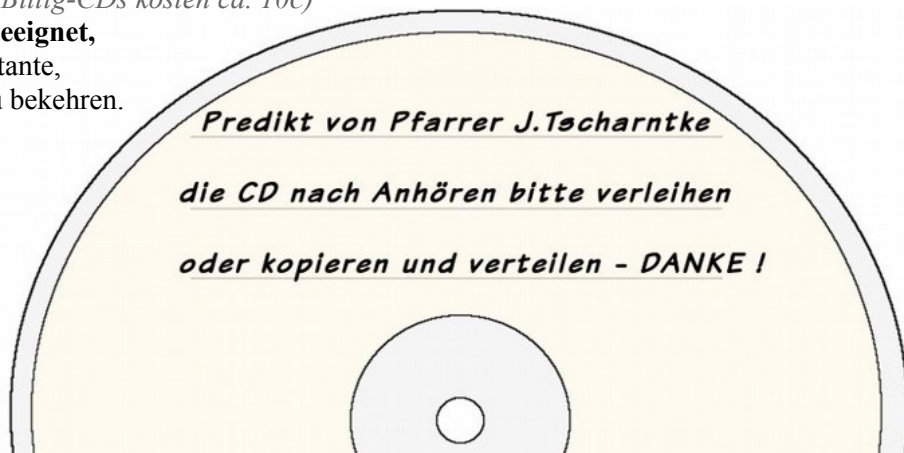 Billig-CDs kosten ca. 10c)
eeignet,
tante,
u bekehren.
Predikt von Pfarrer J.Tscharntke
die CD nach Anhören bitte verleihen
oder kopieren und verteilen - DANKE !